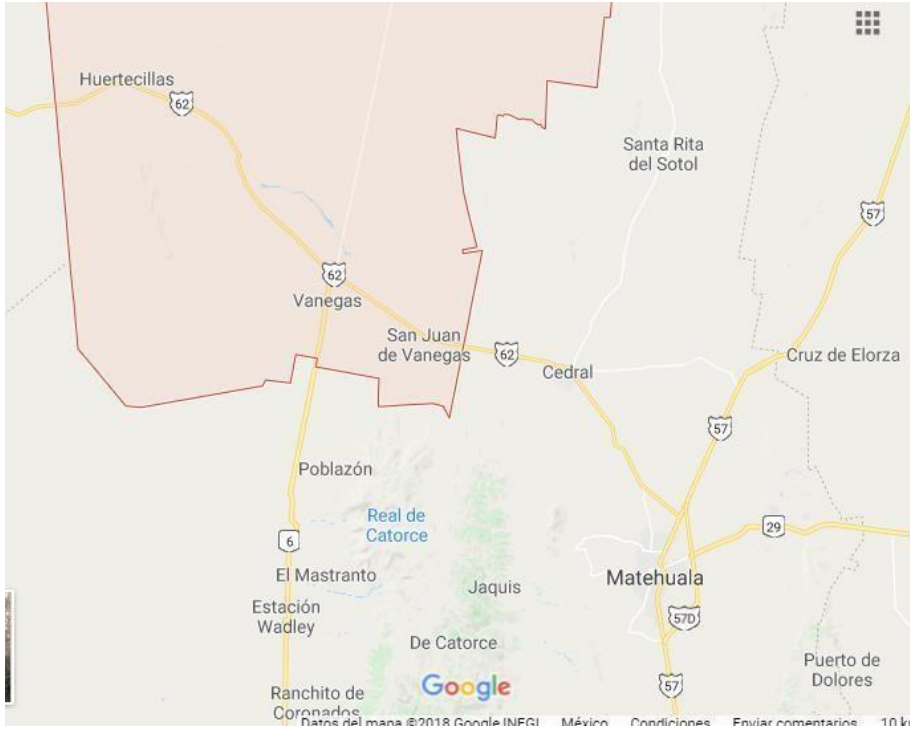 Huertecillas
62
Santa Rita
del Sotol
57
62
Vanegas
San Juan
de Vanegas
62
Cedral
Cruz de Elorza
57
Poblazón
Real de
Catorce
29
6
El Mastranto
Jaquis
Matehuala
Estación
Wadley
57D
De Catorce
Puerto de
Dolores
Google
57
Ranchito de
Coronados
Datos del mapa ©2018 Google, INEGI México Condiciones Enviar comentarios 10 k